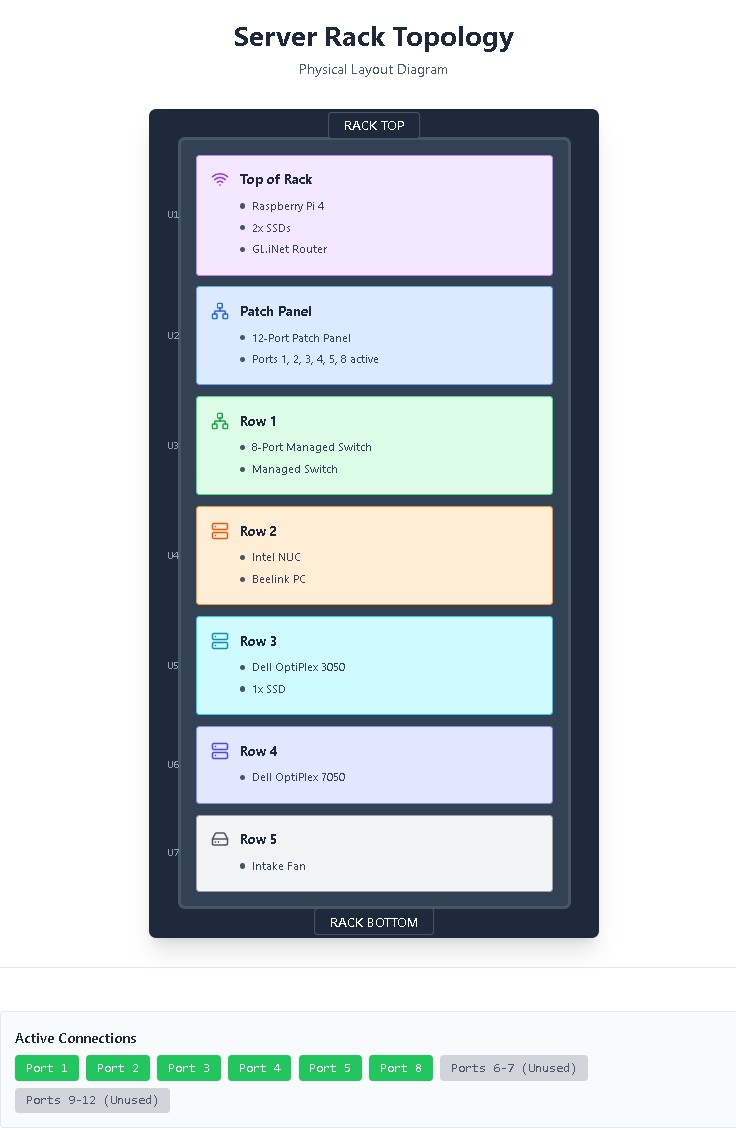 Server Rack Topology
Physical Layout Diagram
RACK TOP
U1
Top of Rack
Raspberry Pi 4
2x SSDs
GL.iNet Router
U2
Patch Panel
12-Port Patch Panel
Ports 1, 2, 3, 4, 5, 8 active
U3
Row 1
8-Port Managed Switch
Managed Switch
U4
Row 2
Intel NUC
Beelink PC
U5
Row 3
Dell OptiPlex 3050
1x SSD
U6
Row 4
Dell OptiPlex 7050
U7
Row 5
Intake Fan
RACK BOTTOM
Active Connections
Port 1 Port 2 Port 3 Port 4 Port 5 Port 8 Ports 6-7 (Unused)
Ports 9-12 (Unused)